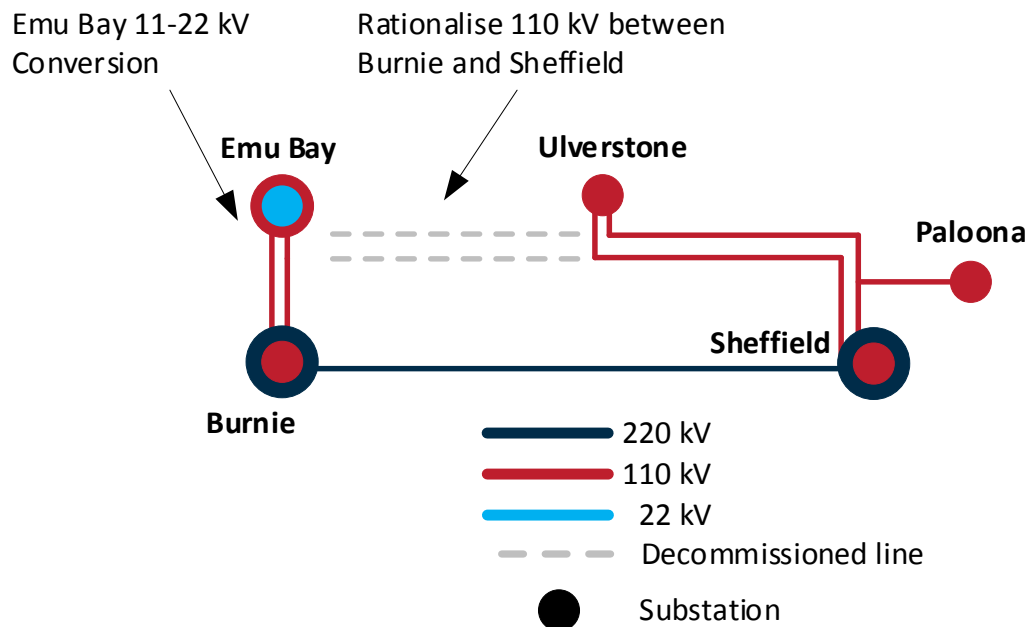 Emu Bay 11-22 kV
Conversion
Rationalise 110 kV between
Burnie and Sheffield
Emu Bay
Ulverstone
Paloona
Sheffield
Burnie
220 kV
110 kV
22 kV
Decommissioned line
Substation